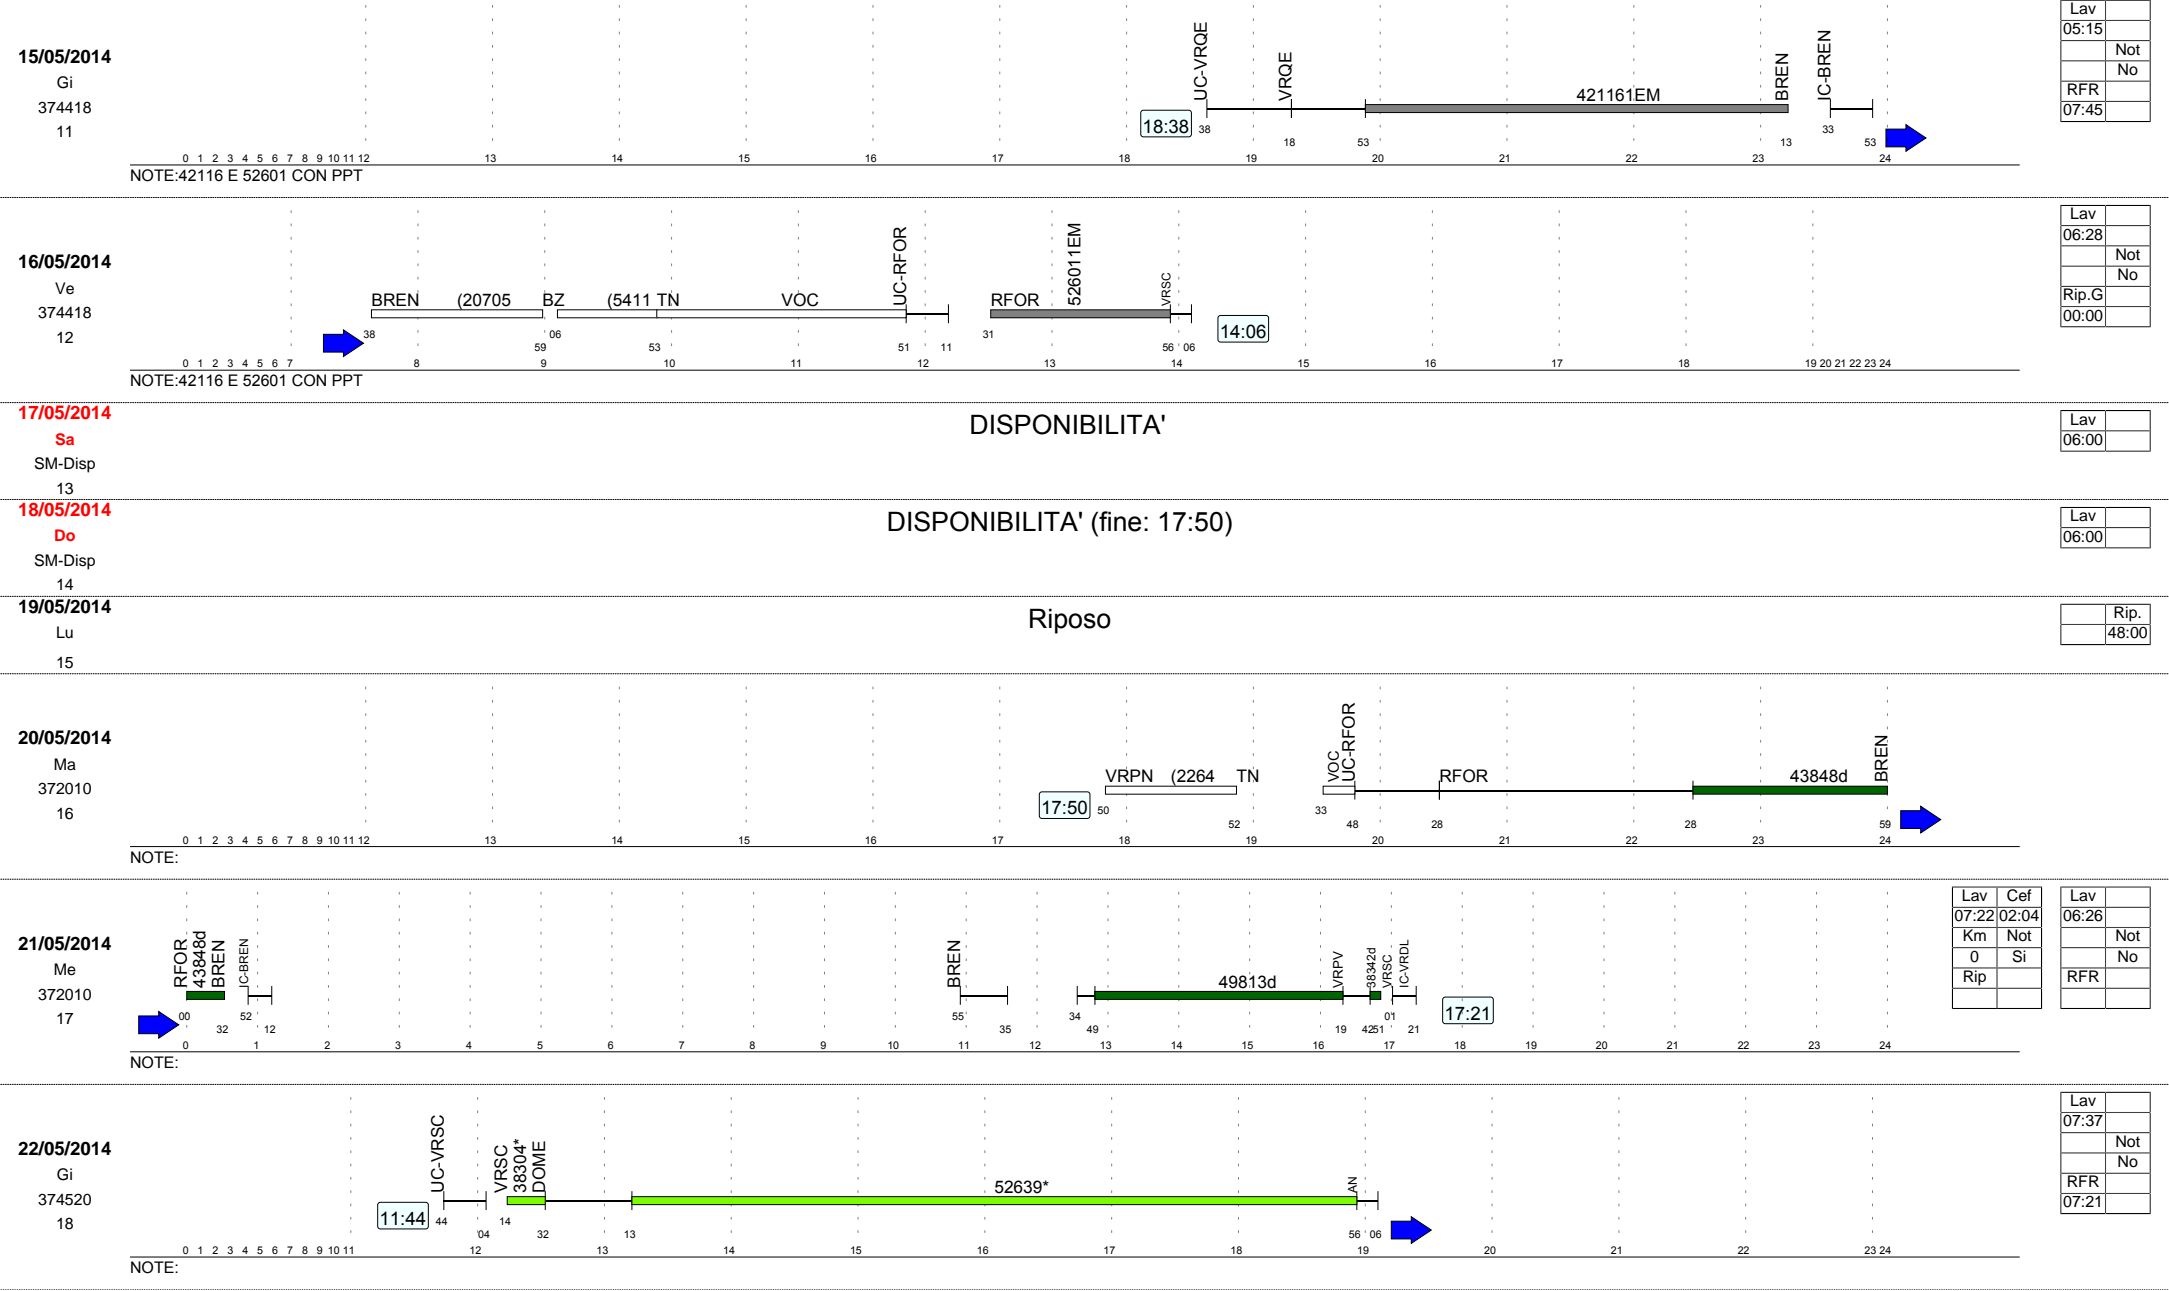 15/05/2014
Gi
374418
11
18:38
UC-VRQE
VRQE
421161EM
BREN
IC-BREN
38 18 53 13 33 53
0 1 2 3 4 5 6 7 8 9 10 11 12 13 14 15 16 17 18 19 20 21 22 23 24
NOTE:42116 E 52601 CON PPT
Lav
05:15
Not
No
RFR
07:45
16/05/2014
Ve
374418
12
BREN (20705 BZ (5411 TN VOC
UC-RFOR
RFOR
526011EM
VRSC
14:06
38 59 06 53 51 11 31 56 06
0 1 2 3 4 5 6 7 8 9 10 11 12 13 14 15 16 17 18 19 20 21 22 23 24
NOTE:42116 E 52601 CON PPT
Lav
06:28
Not
No
Rip.G
00:00
17/05/2014
Sa
SM-Disp
13
DISPONIBILITA'
Lav
06:00
18/05/2014
Do
SM-Disp
14
DISPONIBILITA' (fine: 17:50)
Lav
06:00
19/05/2014
Lu
15
Riposo
Rip.
48:00
20/05/2014
Ma
372010
16
17:50
VRPN (2264 TN
VOC
UC-RFOR
RFOR
43848d
BREN
50 52 33 48 28 28 59
0 1 2 3 4 5 6 7 8 9 10 11 12 13 14 15 16 17 18 19 20 21 22 23 24
NOTE:
21/05/2014
Me
372010
17
RFOR
43848d
BREN
IC-BREN
BREN
49813d
VRPV
38342d
VRSC
IC-VRDL
17:21
00 32 52 12 55 35 34 49 19 42 51 01 21
0 1 2 3 4 5 6 7 8 9 10 11 12 13 14 15 16 17 18 19 20 21 22 23 24
NOTE:
Lav Cef
07:22 02:04
Km Not
0 Si
Rip
Lav
06:26
Not
No
RFR
22/05/2014
Gi
374520
18
11:44
UC-VRSC
VRSC
38304*
DOME
52639*
AN
44 04 14 32 13 56 06
0 1 2 3 4 5 6 7 8 9 10 11 12 13 14 15 16 17 18 19 20 21 22 23 24
NOTE:
Lav
07:37
Not
No
RFR
07:21